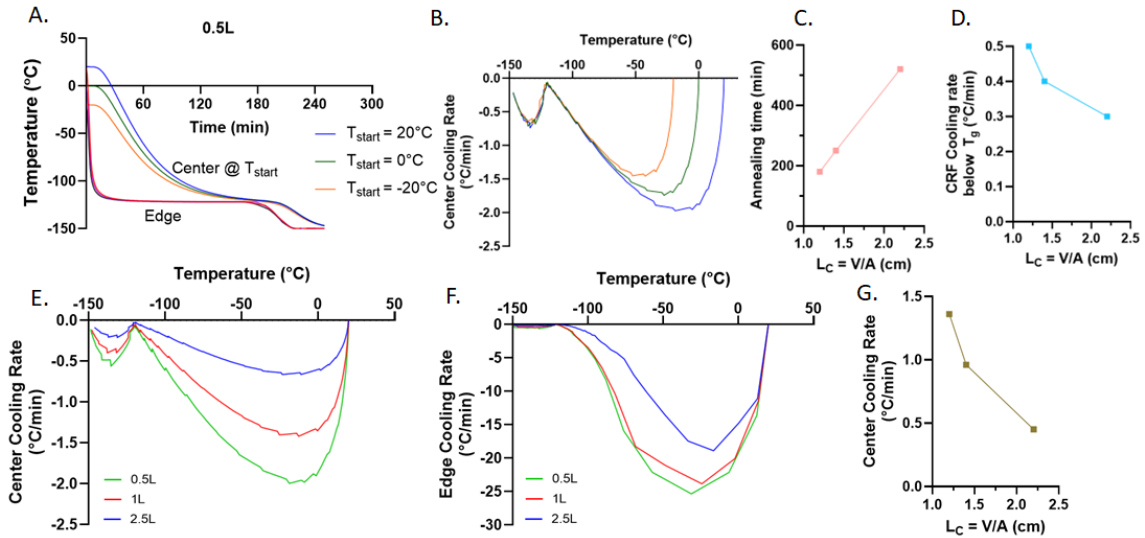 A.
0.5L
Temperature (°C)
50
0
-50
-100
-150
60
120
180
240
300
Time (min)
Center @ Tstart
Edge
Tstart = 20°C
Tstart = 0°C
Tstart = -20°C
B.
Temperature (°C)
-150
-100
-50
0
Center Cooling Rate
(°C/min)
0.0
-0.5
-1.0
-1.5
-2.0
-2.5
C.
Annealing time (min)
600
400
200
0
1.0
1.5
2.0
2.5
LC = V/A (cm)
D.
CRF Cooling rate
below Tg (°C/min)
0.5
0.4
0.3
0.2
0.1
0.0
1.0
1.5
2.0
2.5
LC = V/A (cm)
E.
Temperature (°C)
-150
-100
-50
0
50
Center Cooling Rate
(°C/min)
0.0
-0.5
-1.0
-1.5
-2.0
-2.5
0.5L
1L
2.5L
F.
Temperature (°C)
-150
-100
-50
0
50
Edge Cooling Rate
(°C/min)
0
-5
-10
-15
-20
-25
-30
0.5L
1L
2.5L
G.
Center Cooling Rate
(°C/min)
1.5
1.0
0.5
0.0
1.0
1.5
2.0
2.5
LC = V/A (cm)